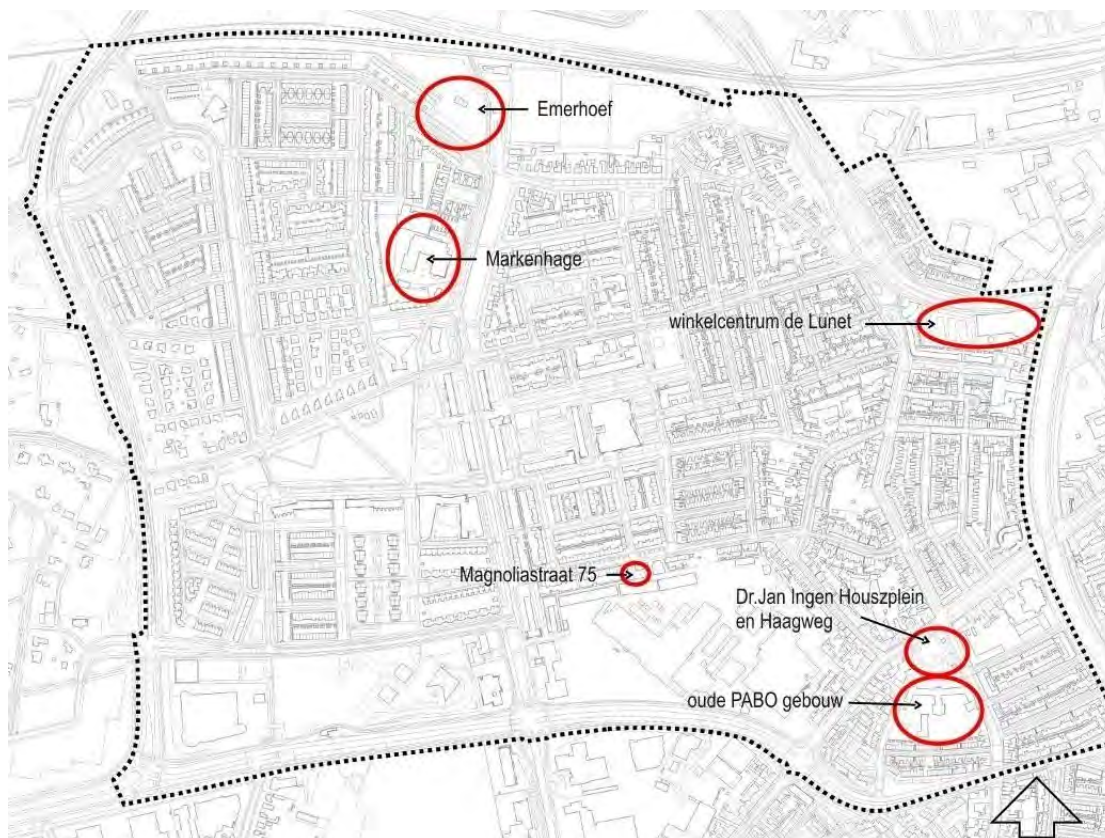 Emerhoef
Markenhage
winkelcentrum de Lunet
Magnoliastraat 75
Dr.Jan Ingen Houszplein
en Haagweg
oude PABO gebouw